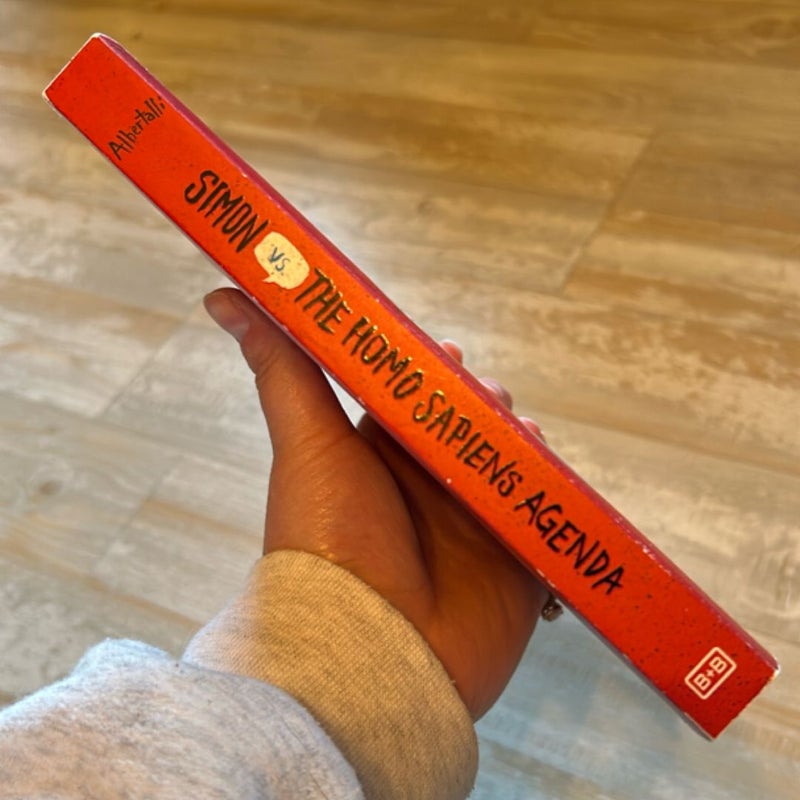 Albertalli
SIMON vs. THE HOMO SAPIENS AGENDA
B+B